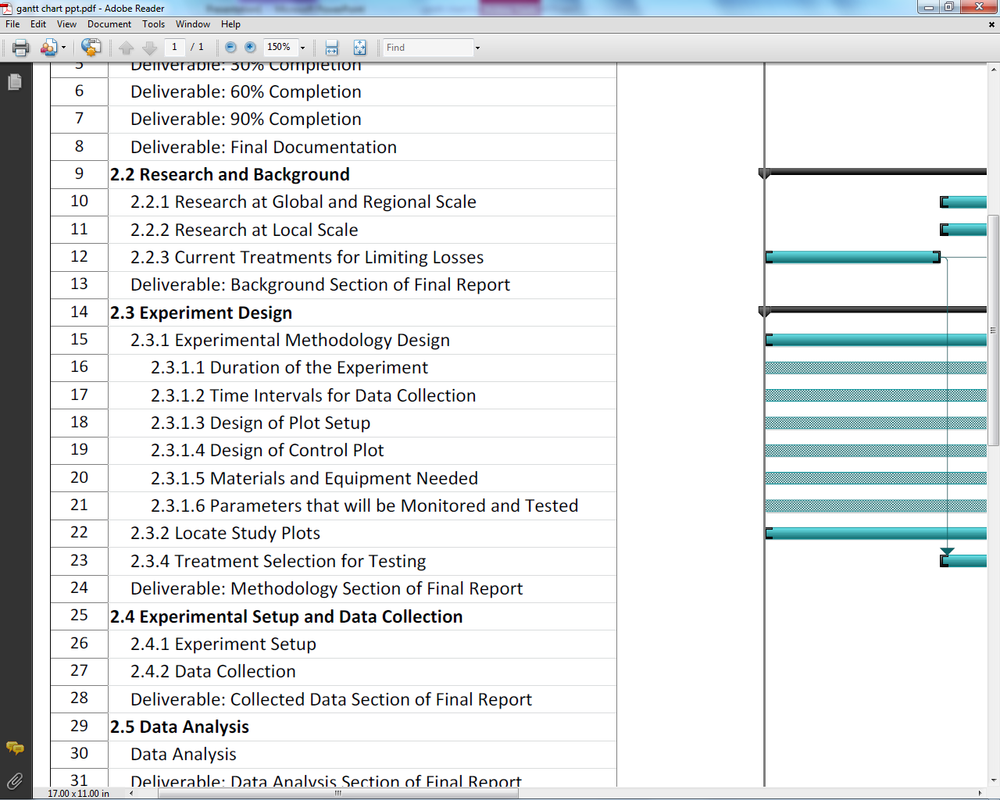 gantt chart ppt.pdf - Adobe Reader
File Edit View Document Tools Window Help
1 / 1 150% Find
5 Deliverable: 30% Completion
6 Deliverable: 60% Completion
7 Deliverable: 90% Completion
8 Deliverable: Final Documentation
9 2.2 Research and Background
10 2.2.1 Research at Global and Regional Scale
11 2.2.2 Research at Local Scale
12 2.2.3 Current Treatments for Limiting Losses
13 Deliverable: Background Section of Final Report
14 2.3 Experiment Design
15 2.3.1 Experimental Methodology Design
16 2.3.1.1 Duration of the Experiment
17 2.3.1.2 Time Intervals for Data Collection
18 2.3.1.3 Design of Plot Setup
19 2.3.1.4 Design of Control Plot
20 2.3.1.5 Materials and Equipment Needed
21 2.3.1.6 Parameters that will be Monitored and Tested
22 2.3.2 Locate Study Plots
23 2.3.4 Treatment Selection for Testing
24 Deliverable: Methodology Section of Final Report
25 2.4 Experimental Setup and Data Collection
26 2.4.1 Experiment Setup
27 2.4.2 Data Collection
28 Deliverable: Collected Data Section of Final Report
29 2.5 Data Analysis
30 Data Analysis
31 Deliverable: Data Analysis Section of Final Report
17.00 x 11.00 in